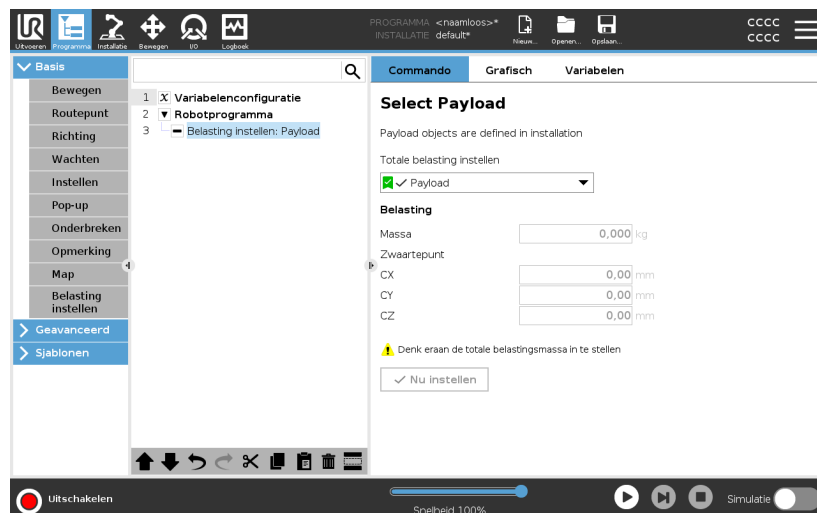 UR
PROGRAMMA <naamloos>*
INSTALLATIE default*
cccc
cccc
Uitvoeren Programma Installatie Bewegen I/O Logboek Nieuw... Openen... Opslaan...
Basis
Bewegen
Routepunt
Richting
Wachten
Instellen
Pop-up
Onderbreken
Opmerking
Map
Belasting
instellen
Geavanceerd
Sjablonen
1 X Variabelenconfiguratie
2 Robotprogramma
3 Belasting instellen: Payload
Commando Grafisch Variabelen
Select Payload
Payload objects are defined in installation
Totale belasting instellen
Payload
Belasting
Massa 0,000 kg
Zwaartepunt
CX 0,00 mm
CY 0,00 mm
CZ 0,00 mm
Denk eraan de totale belastingsmassa in te stellen
Nu instellen
Uitschakelen
Snelheid 100%
Simulatie